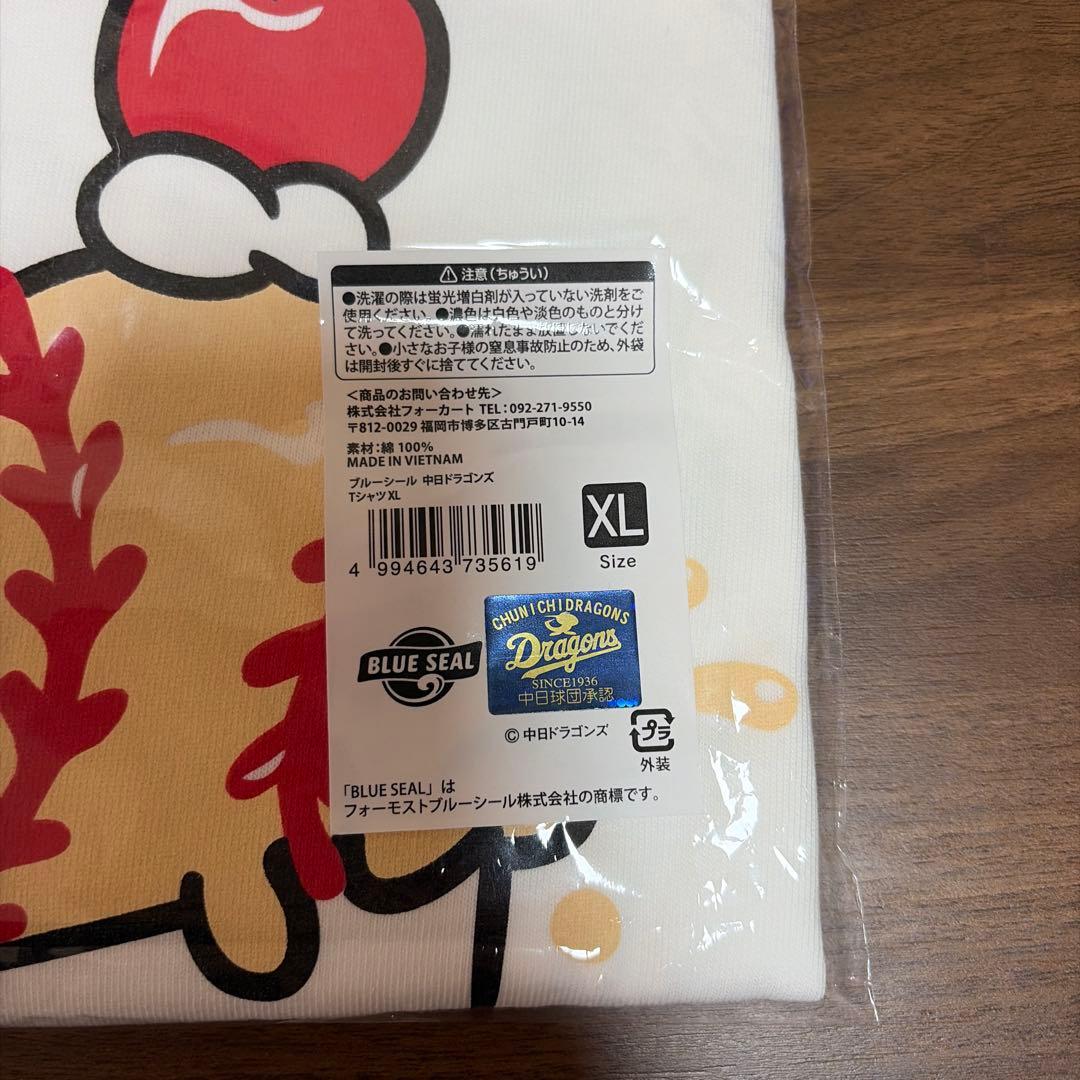 ⚠ 注意(ちゅうい)
●洗濯の際は蛍光増白剤が入っていない洗剤をご
使用ください。●濃色は白色や淡色のものと分け
て洗ってください。●濡れたまま放置しないでくだ
さい。●小さなお子様の窒息事故防止のため、外袋
は開封後すぐに捨ててください。
＜商品のお問い合わせ先＞
株式会社フォーカート TEL：092-271-9550
〒812-0029 福岡市博多区古門戸町10-14
素材：綿 100%
MADE IN VIETNAM
ブルーシール 中日ドラゴンズ
TシャツXL
4 994643 735619
XL
Size
BLUE SEAL
CHUNICHI DRAGONS
Dragons
SINCE1936
中日球団承認
© 中日ドラゴンズ
プラ
外装
「BLUE SEAL」は
フォーモストブルーシール株式会社の商標です。